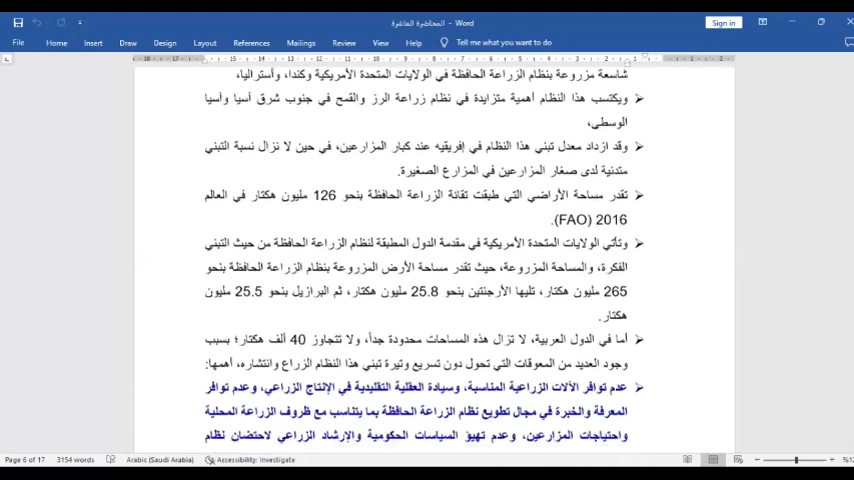 المحاضرة العاشرة - Word
Sign in
File Home Insert Draw Design Layout References Mailings Review View Help Tell me what you want to do
شاسعة مزروعة بنظام الزراعة الحافظة في الولايات المتحدة الأمريكية وكندا، وأستراليا،
ويكتسب هذا النظام أهمية متزايدة في نظام زراعة الرز والقمح في جنوب شرق آسيا وآسيا
الوسطى،
وقد ازداد معدل تبني هذا النظام في إفريقيه عند كبار المزارعين، في حين لا تزال نسبة التبني
متدنية لدى صغار المزارعين في المزارع الصغيرة.
تقدر مساحة الأراضي التي طبقت تقانة الزراعة الحافظة بنحو 126 مليون هكتار في العالم
2016 (FAO).
وتأتي الولايات المتحدة الأمريكية في مقدمة الدول المطبقة لنظام الزراعة الحافظة من حيث التبني
الفكرة، والمساحة المزروعة، حيث تقدر مساحة الأرض المزروعة بنظام الزراعة الحافظة بنحو
265 مليون هكتار، تليها الأرجنتين بنحو 25.8 مليون هكتار، ثم البرازيل بنحو 25.5 مليون
هكتار.
أما في الدول العربية، لا تزال هذه المساحات محدودة جداً، ولا تتجاوز 40 ألف هكتار؛ بسبب
وجود العديد من المعوقات التي تحول دون تسريع وتيرة تبني هذا النظام الزراع وانتشاره، أهمها:
عدم توافر الآلات الزراعية المناسبة، وسيادة العقلية التقليدية في الإنتاج الزراعي، وعدم توافر
المعرفة والخبرة في مجال تطويع نظام الزراعة الحافظة بما يتناسب مع ظروف الزراعة المحلية
واحتياجات المزارعين، وعدم تهيؤ السياسات الحكومية والإرشاد الزراعي لاحتضان نظام
Page 6 of 17 3154 words Arabic (Saudi Arabia) Accessibility: Investigate